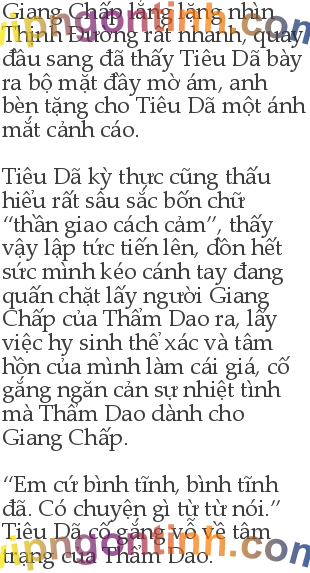 Giang Chấp lẳng lặng nhìn
Thịnh Dương rất nhanh, quay
đầu sang đã thấy Tiêu Dã bày
ra bộ mặt đầy mờ ám, anh
bèn tặng cho Tiêu Dã một ánh
mắt cảnh cáo.
Tiêu Dã kỳ thực cũng thấu
hiểu rất sâu sắc bốn chữ
“thần giao cách cảm”, thấy
vậy lập tức tiến lên, dồn hết
sức mình kéo cánh tay đang
quấn chặt lấy người Giang
Chấp của Thẩm Dao ra, lấy
việc hy sinh thể xác và tâm
hồn của mình làm cái giá, cố
gắng ngăn cản sự nhiệt tình
mà Thẩm Dao dành cho
Giang Chấp.
“Em cứ bình tĩnh, bình tĩnh
đã. Có chuyện gì từ từ nói.”
Tiêu Dã cố gắng vỗ về tâm
trạng của Thẩm Dao.
vipngontinh.com
vipngontinh.com